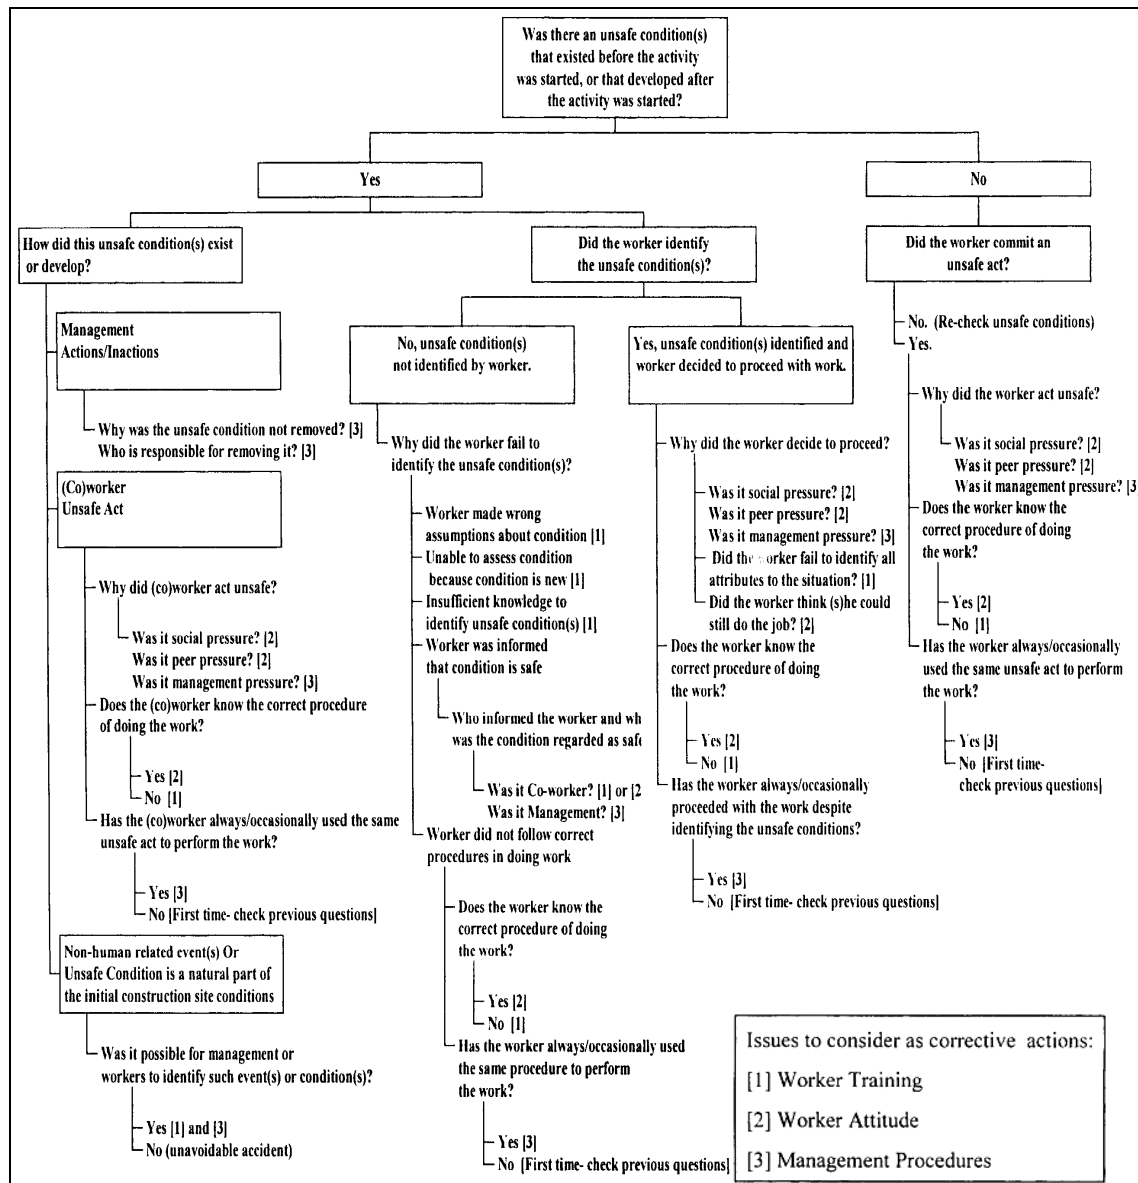 Was there an unsafe condition(s)
that existed before the activity
was started, or that developed after
the activity was started?
Yes
No
How did this unsafe condition(s) exist
or develop?
Management
Actions/Inactions
Why was the unsafe condition not removed? [3]
Who is responsible for removing it? [3]
(Co)worker
Unsafe Act
Why did (co)worker act unsafe?
Was it social pressure? [2]
Was it peer pressure? [2]
Was it management pressure? [3]
Does the (co)worker know the correct procedure
of doing the work?
Yes [2]
No [1]
Has the (co)worker always/occasionally used the same
unsafe act to perform the work?
Yes [3]
No [First time- check previous questions]
Non-human related event(s) Or
Unsafe Condition is a natural part of
the initial construction site conditions
Was it possible for management or
workers to identify such event(s) or condition(s)?
Yes [1] and [3]
No (unavoidable accident)
Did the worker identify
the unsafe condition(s)?
No, unsafe condition(s)
not identified by worker.
Why did the worker fail to
identify the unsafe condition(s)?
Worker made wrong
assumptions about condition [1]
Unable to assess condition
because condition is new [1]
Insufficient knowledge to
identify unsafe condition(s) [1]
Worker was informed
that condition is safe
Who informed the worker and wh
was the condition regarded as safe
Was it Co-worker? [1] or [2
Was it Management? [3]
Worker did not follow correct
procedures in doing work
Does the worker know the
correct procedure of doing
the work?
Yes [2]
No [1]
Has the worker always/occasionally used
the same procedure to perform
the work?
Yes [3]
No [First time- check previous questions]
Yes, unsafe condition(s) identified and
worker decided to proceed with work.
Why did the worker decide to proceed?
Was it social pressure? [2]
Was it peer pressure? [2]
Was it management pressure? [3]
Did the orker fail to identify all
attributes to the situation? [1]
Did the worker think (s)he could
still do the job? [2]
Does the worker know the
correct procedure of doing
the work?
Yes [2]
No [1]
Has the worker always/occasionally
proceeded with the work despite
identifying the unsafe conditions?
Yes [3]
No [First time- check previous questions]
Did the worker commit an
unsafe act?
No. (Re-check unsafe conditions)
Yes.
Why did the worker act unsafe?
Was it social pressure? [2]
Was it peer pressure? [2]
Was it management pressure? [3
Does the worker know the
correct procedure of doing
the work?
Yes [2]
No [1]
Has the worker always/occasionally
used the same unsafe act to perform
the work?
Yes [3]
No [First time-
check previous questions]
Issues to consider as corrective actions:
[1] Worker Training
[2] Worker Attitude
[3] Management Procedures